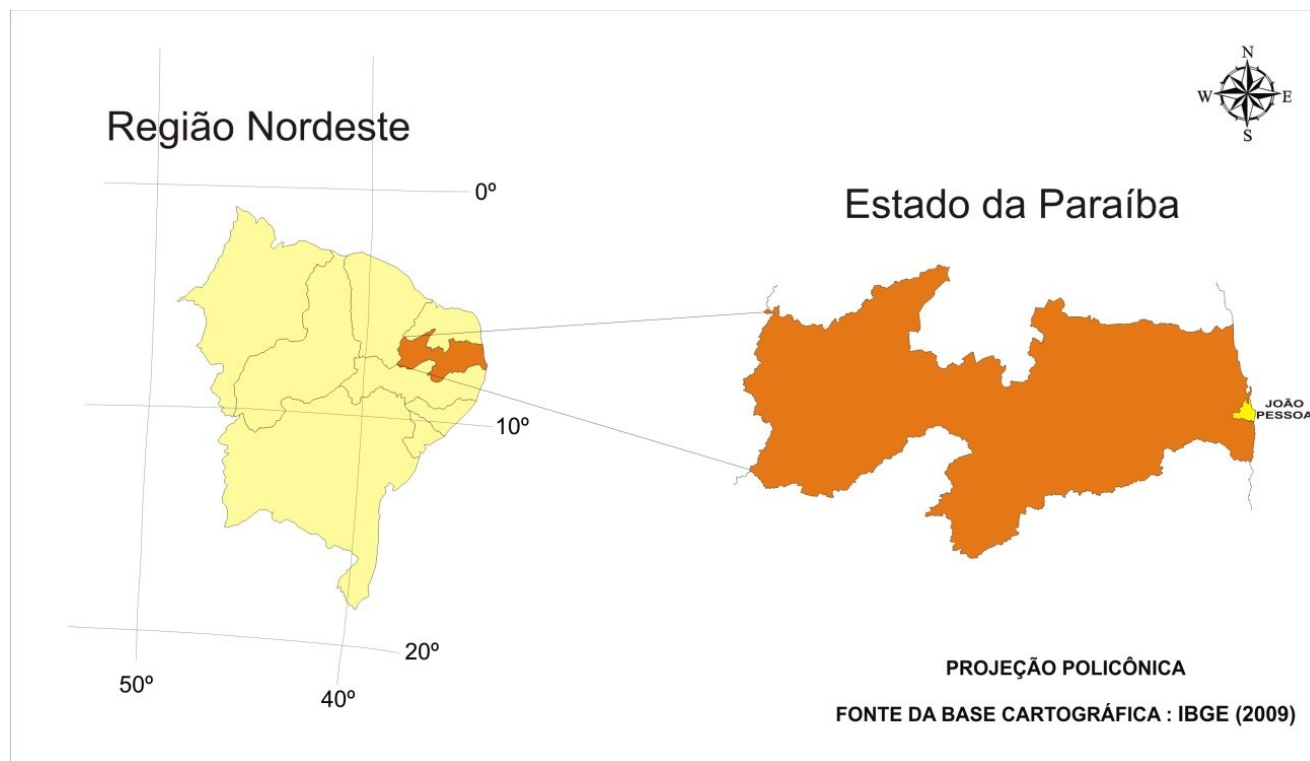 Região Nordeste
0º
10º
20º
50º
40º
N
W
E
S
Estado da Paraíba
JOÃO
PESSOA
PROJEÇÃO POLICÔNICA
FONTE DA BASE CARTOGRÁFICA : IBGE (2009)